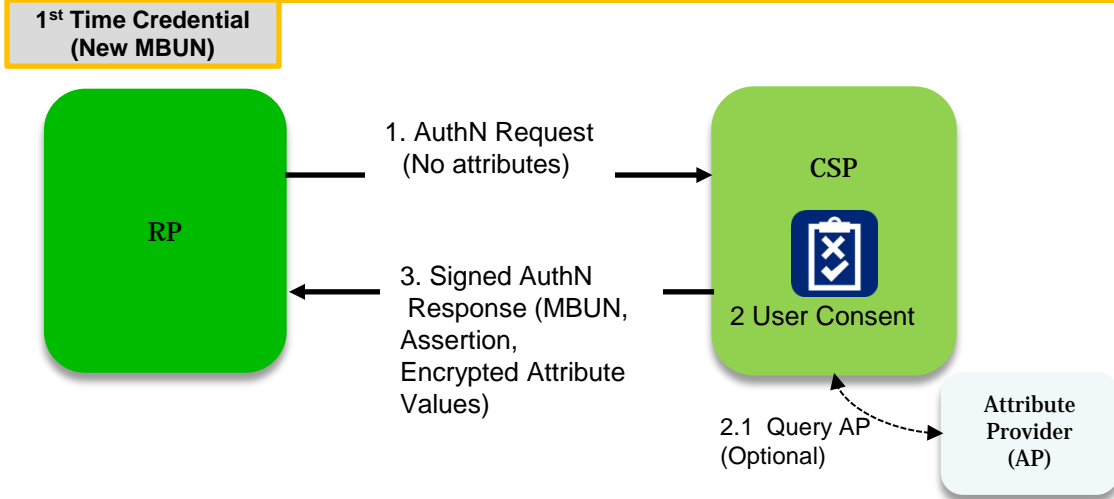 1st Time Credential
(New MBUN)
1. AuthN Request
(No attributes)
CSP
RP
3. Signed AuthN
Response (MBUN,
Assertion,
Encrypted Attribute
Values)
2 User Consent
2.1 Query AP
(Optional)
Attribute
Provider
(AP)